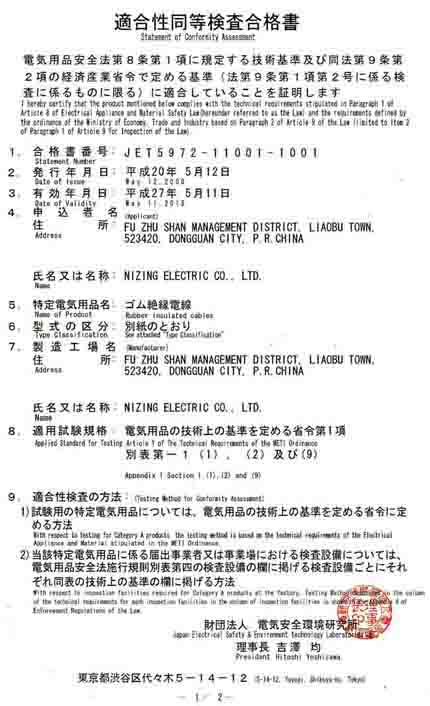 適合性同等検査合格書
Statement of Conformity Assessment
電気用品安全法第8条第1項に規定する技術基準及び同法第9条第
2項の経済産業省令で定める基準(法第9条第1項第2号に係る検
査に係るものに限る)に適合していることを証明します
I hereby certify that the product mentioned below complies with the technical requirements stipulated in Paragraph 1 of
Article 8 of Electrical Appliance and Material Safety Law(hereunder referred to as the Law) and the requirements defined by
the ordinance of the Ministry of Economy, Trade and Industry based on Paragraph 2 of Article 9 of the Law (limited to Item 2
of Paragraph 1 of Article 9 for Inspection of the Law)
1. 合格書番号: JET5972-11001-1001
Statement Number
2. 発行年月日: 平成20年 5月12日
Date of Issue May 12, 2008
3. 有効年月日: 平成27年 5月11日
Date of Validity May 11, 2015
4. 申込者名 (Applicant)
住所: FU ZHU SHAN MANAGEMENT DISTRICT, LIAOBU TOWN,
Address 523420, DONGGUAN CITY, P.R.CHINA
氏名又は名称: NIZING ELECTRIC CO., LTD.
Name
5. 特定電気用品名: ゴム絶縁電線
Name of Product Rubber insulated cables
6. 型式の区分: 別紙のとおり
Type Classification See attached "Type Classification"
7. 製造工場名 (Manufacturer)
住所: FU ZHU SHAN MANAGEMENT DISTRICT, LIAOBU TOWN,
Address 523420, DONGGUAN CITY, P.R.CHINA
氏名又は名称: NIZING ELECTRIC CO., LTD.
Name
8. 適用試験規格: 電気用品の技術上の基準を定める省令第1項
Applied Standard for Testing Article 1 of The Technical Requirements of the METI Ordinance
別表第一 1 (1), (2) 及び(9)
Appendix 1 Section 1 (1), (2) and (9)
9. 適合性検査の方法: (Testing Method for Conformity Assessment)
1)試験用の特定電気用品については、電気用品の技術上の基準を定める省令に定
める方法
With respect to testing for Category A products the testing method is based on the technical requirements of the Electrical
Appliance and Material stipulated in the METI Ordinance.
2)当該特定電気用品に係る届出事業者又は事業場における検査設備については、
電気用品安全法施行規則別表第四の検査設備の欄に掲げる検査設備ごとにそれ
ぞれ同表の技術上の基準の欄に掲げる方法
With respect to inspection facilities required for Category A products at the factory, Testing Method the column
of the technical requirements for each inspection facilities in the column of inspection facilities is 4 of
Enforcement Regulations of the Law.
財団法人 電気安全環境研究所
Japan Electrical Safety & Environment technology Laboratories
理事長 吉澤 均
President Hitoshi Yoshizawa
東京都渋谷区代々木5-14-12 (5-14-12, Yoyogi, Shibuya-ku, Tokyo)
- 1/2 -